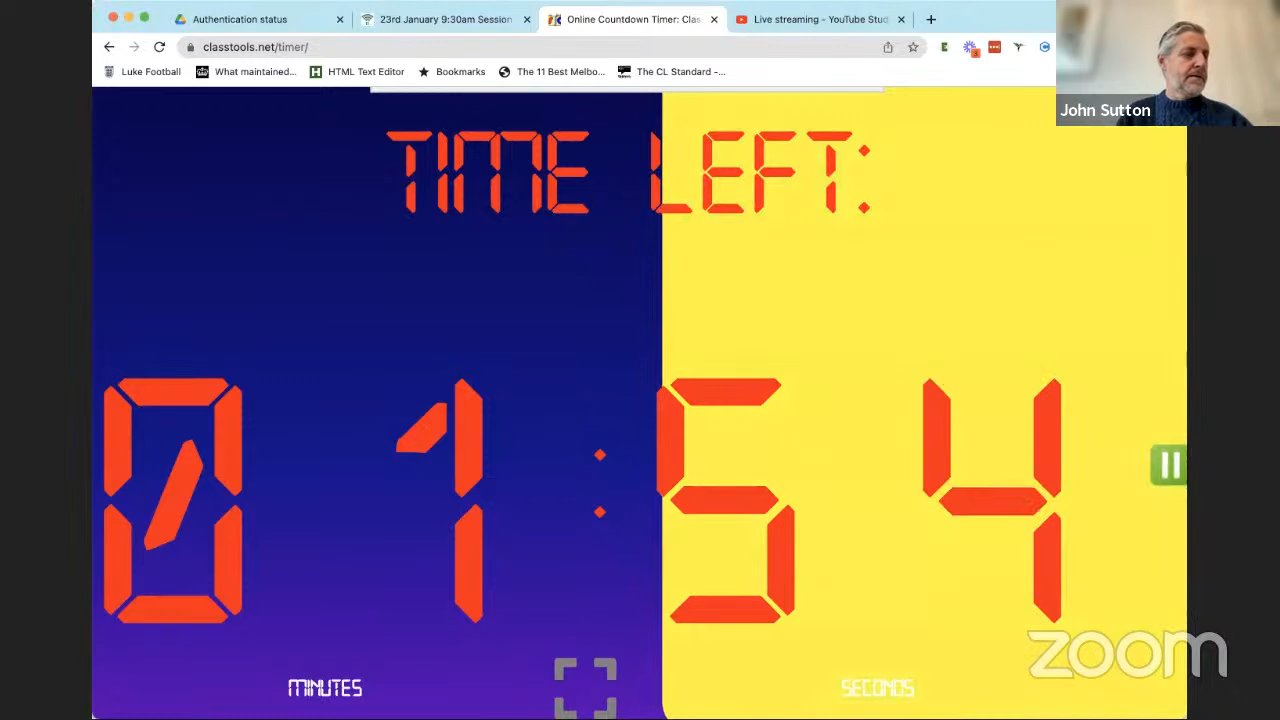 Authentication status
23rd January 9:30am Session
Online Countdown Timer: Clas
Live streaming - YouTube Stud
classtools.net/timer/
Luke Football
What maintained...
HTML Text Editor
Bookmarks
The 11 Best Melbo...
The CL Standard -...
John Sutton
TIME LEFT:
01:54
MINUTES
SECONDS
zoom